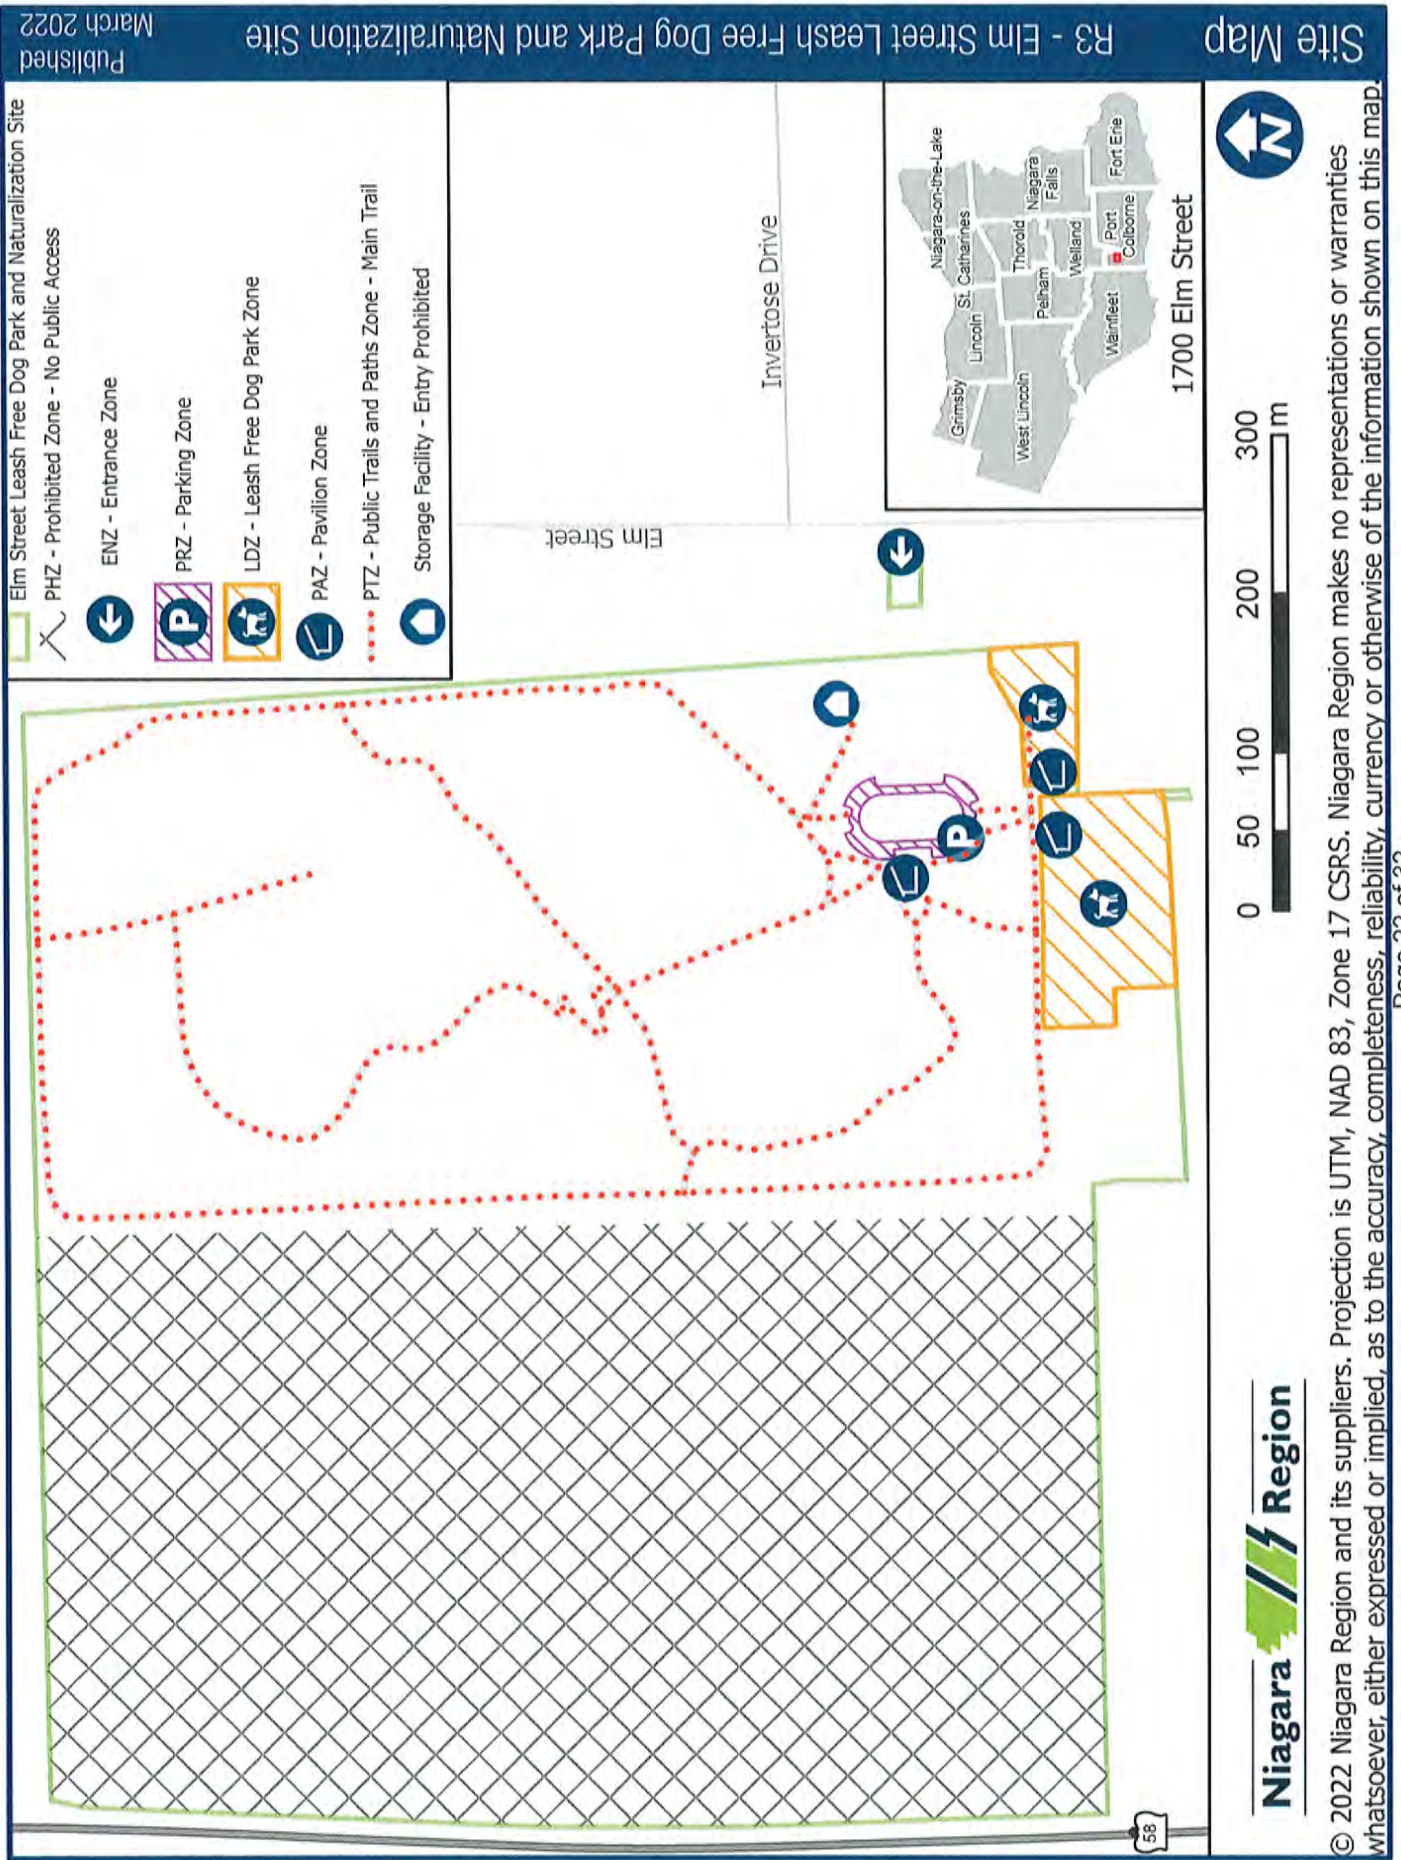 Site Map
R3 - Elm Street Leash Free Dog Park and Naturalization Site
Published
March 2022
Elm Street Leash Free Dog Park and Naturalization Site
PHZ - Prohibited Zone - No Public Access
ENZ - Entrance Zone
P
PRZ - Parking Zone
LDZ - Leash Free Dog Park Zone
PAZ - Pavilion Zone
PTZ - Public Trails and Paths Zone - Main Trail
Storage Facility - Entry Prohibited
Elm Street
Invertose Drive
P
58
Niagara-on-the-Lake
Grimsby
Lincoln
St. Catharines
West Lincoln
Pelham
Thorold
Niagara
Falls
Welland
Wainfleet
Port
Colborne
Fort Erie
1700 Elm Street
N
Niagara Region
0 50 100 200 300
m
© 2022 Niagara Region and its suppliers. Projection is UTM, NAD 83, Zone 17 CSRS. Niagara Region makes no representations or warranties
whatsoever, either expressed or implied, as to the accuracy, completeness, reliability, currency or otherwise of the information shown on this map.